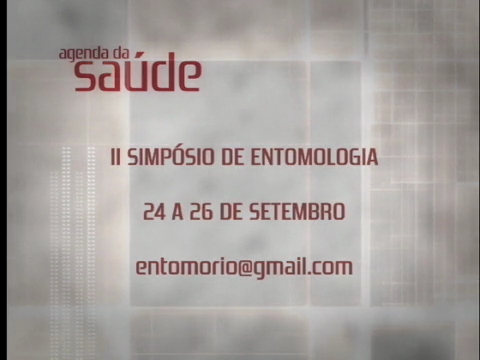 agenda da
saúde
II SIMPÓSIO DE ENTOMOLOGIA
24 A 26 DE SETEMBRO
entomorio@gmail.com